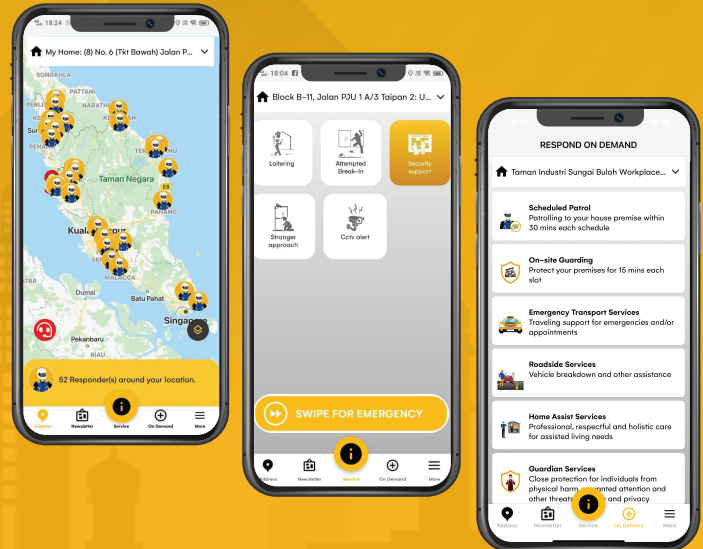 18:24
My Home: (8) No. 6 (Tkt Bawah) Jalan P...
SONGKHLA
PATTANI
Taman Negara
E8
PAHANG
MALACCA
Dumai
Batu Pahat
Pekanbaru
RIAU
52 Responder(s) around your location.
Address
Newsletter
Service
On Demand
More
18:04
Block B-11, Jalan PJU 1 A/3 Taipan 2: U...
Loitering
Attempted
Break-In
Security
support
Stranger
approach
Cctv alert
SWIPE FOR EMERGENCY
Address
Newsletter
Service
On Demand
More
RESPOND ON DEMAND
Taman Industri Sungai Buloh Workplace...
Scheduled Patrol
Patrolling to your house premise within
30 mins each schedule
On-site Guarding
Protect your premises for 15 mins each
slot
Emergency Transport Services
Traveling support for emergencies and/or
appointments
Roadside Services
Vehicle breakdown and other assistance
Home Assist Services
Professional, respectful and holistic care
for assisted living needs
Guardian Services
Close protection for individuals from
physical harm, attention and
other threats and privacy
Address
Newsletter
Service
On Demand
More